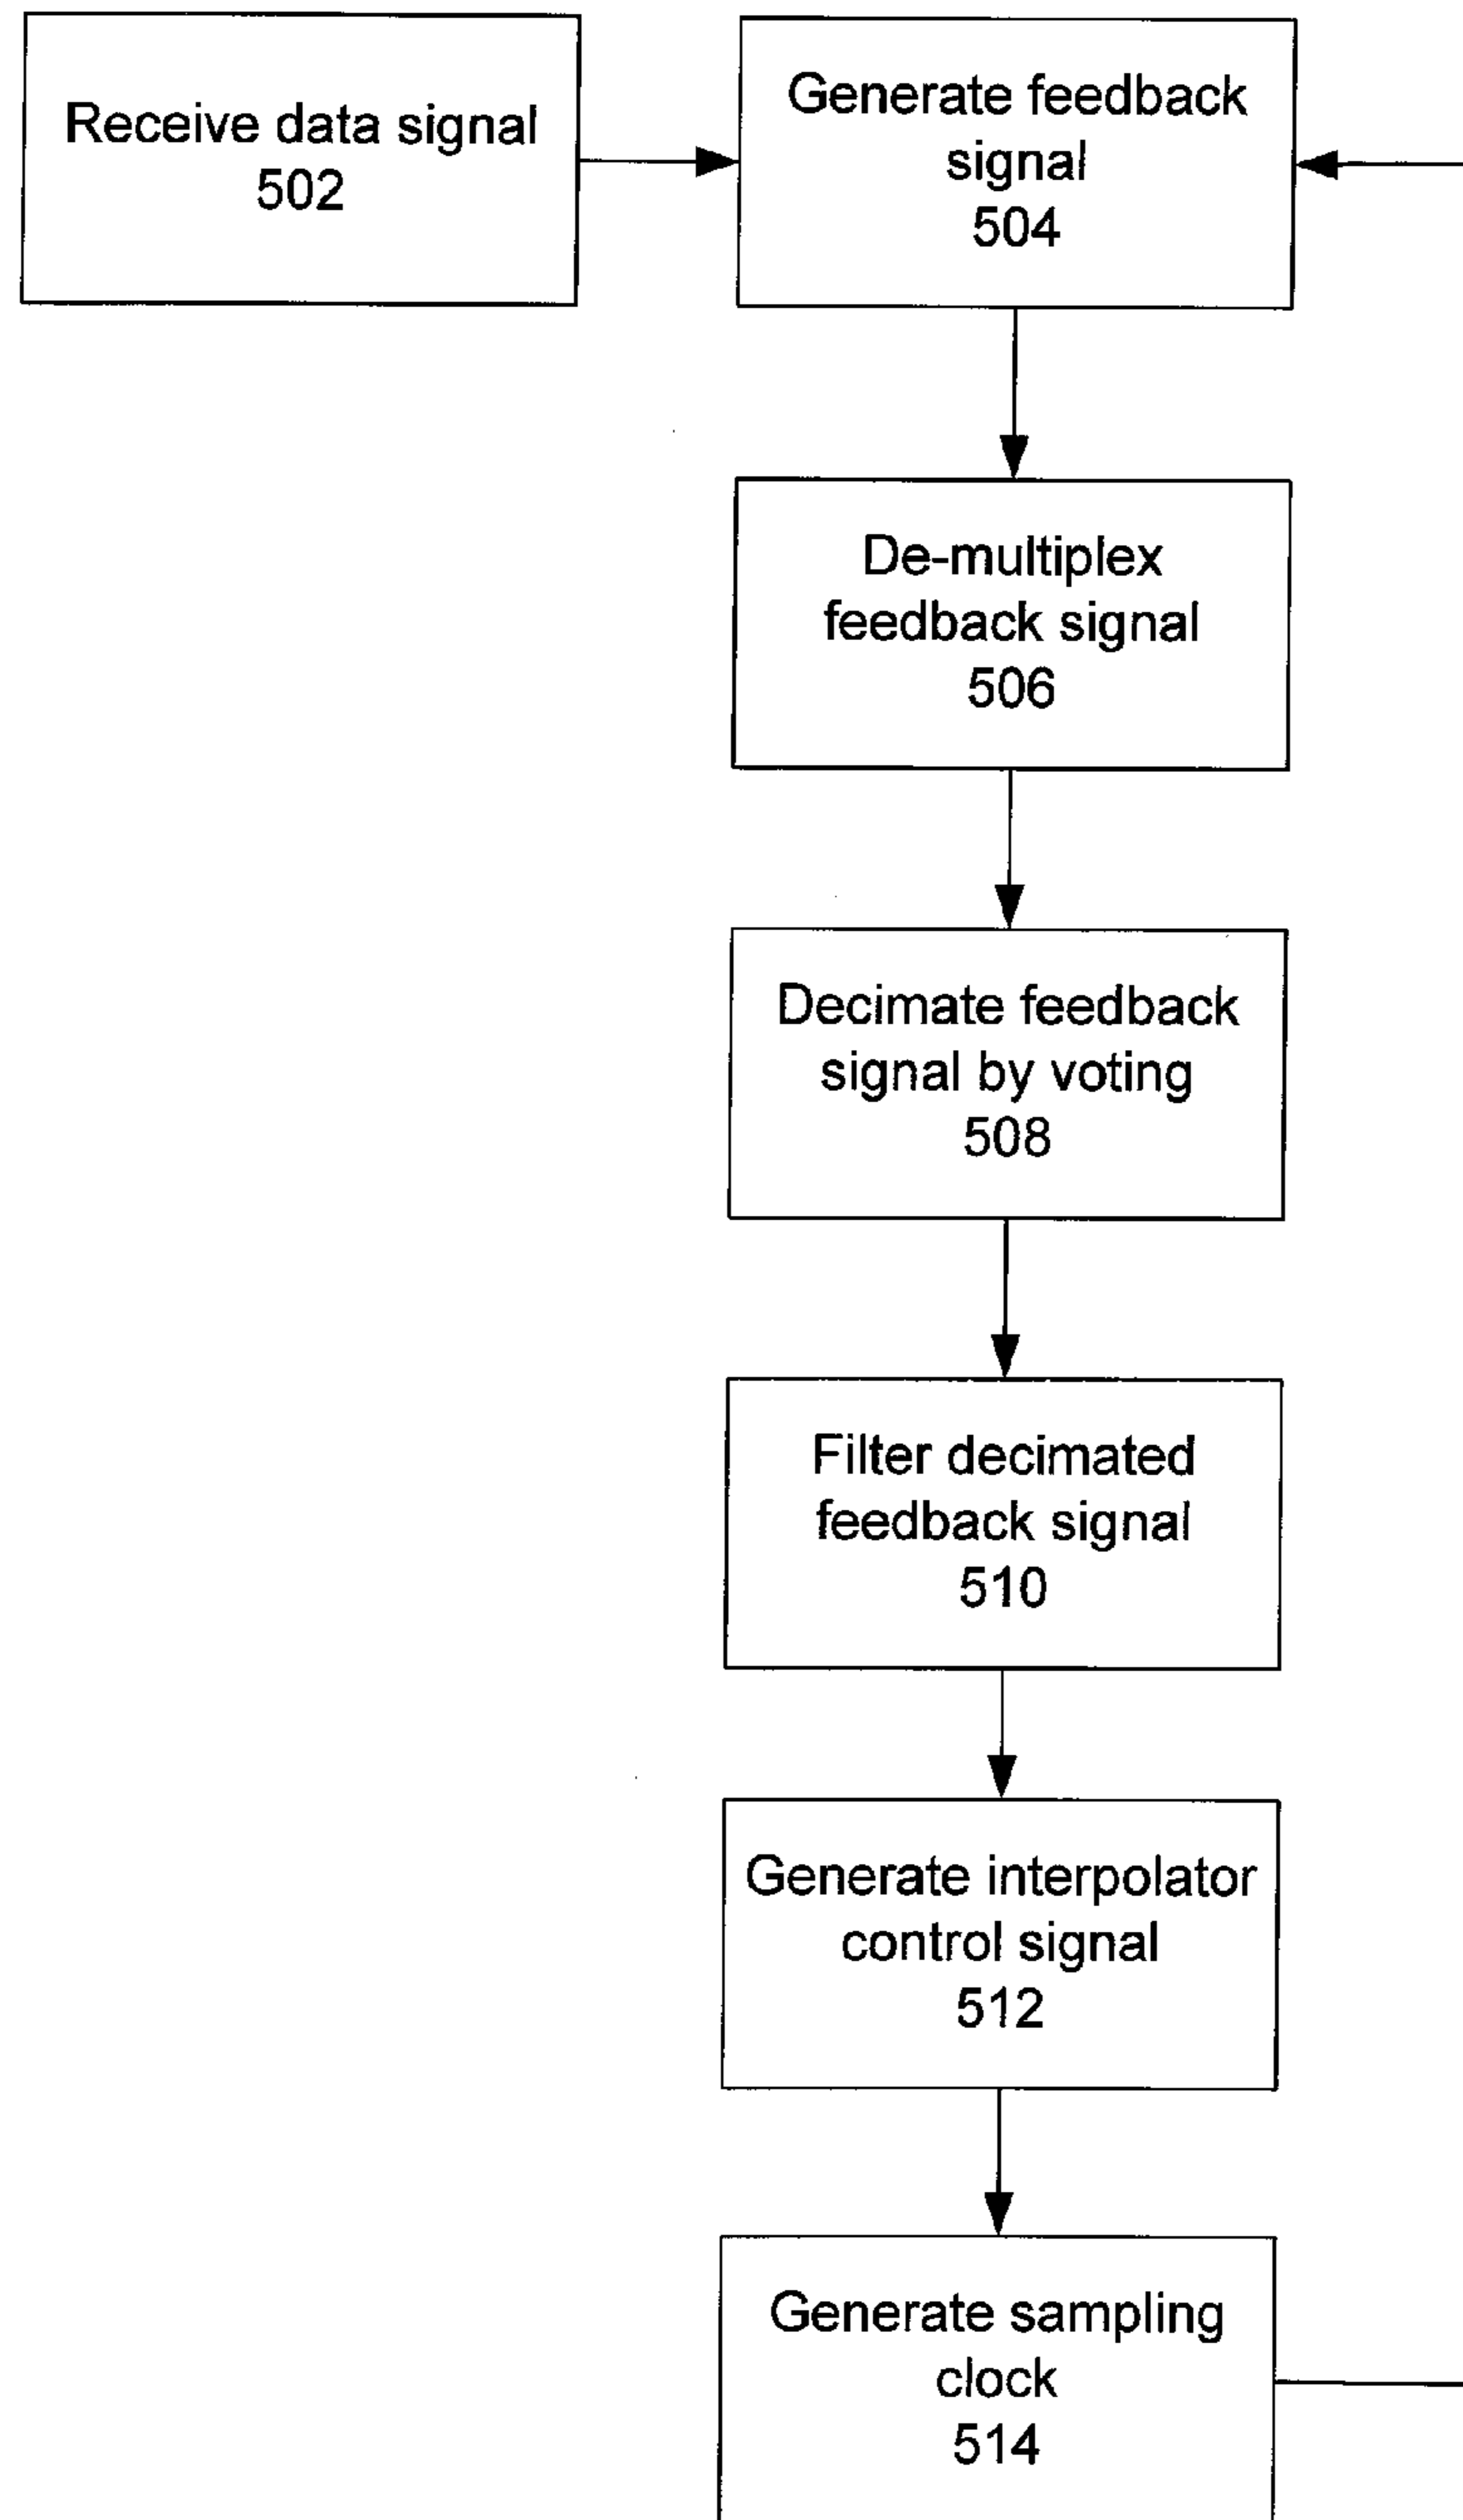 Receive data signal
502
Generate feedback
signal
504
De-multiplex
feedback signal
506
Decimate feedback
signal by voting
508
Filter decimated
feedback signal
510
Generate interpolator
control signal
512
Generate sampling
clock
514